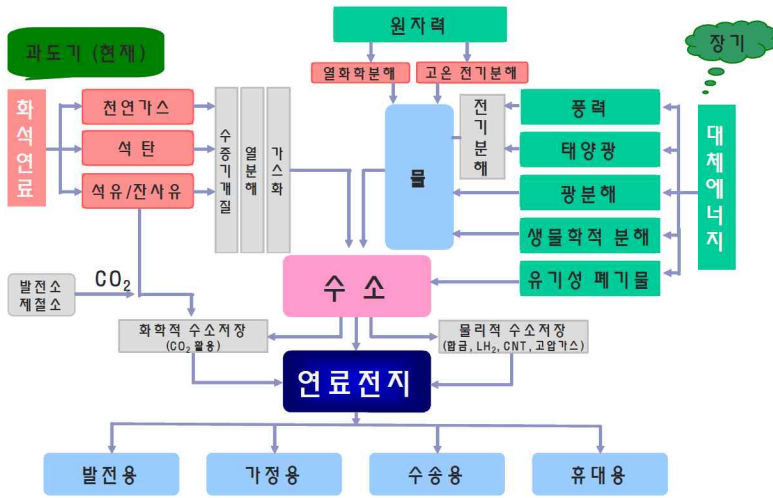 원자력
과도기 (현재)
장기
열화학분해
고온 전기분해
화석연료
천연가스
석 탄
석유/잔사유
수증기개질
열분해
가스화
물
전기분해
풍력
태양광
광분해
생물학적 분해
유기성 폐기물
대체에너지
발전소
제철소
CO₂
수 소
화학적 수소저장
(CO₂ 활용)
물리적 수소저장
(합금, LH₂, CNT, 고압가스)
연료전지
발전용
가정용
수송용
휴대용